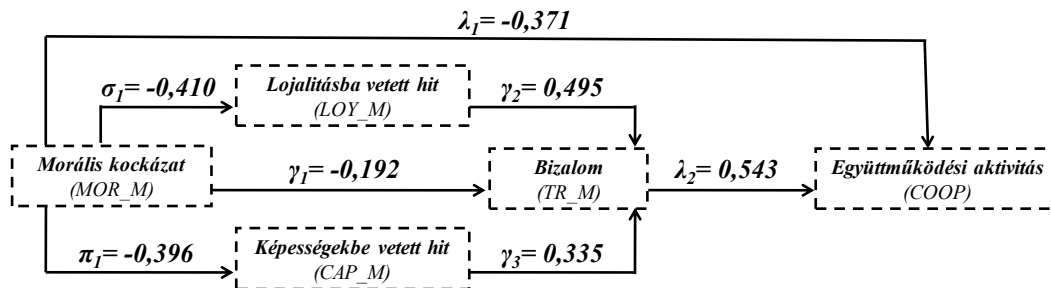 λ₁= -0,371
σ₁= -0,410
Lojalitásba vetett hit
(LOY_M)
γ₂= 0,495
Morális kockázat
(MOR_M)
γ₁= -0,192
Bizalom
(TR_M)
λ₂= 0,543
Együttműködési aktivitás
(COOP)
π₁= -0,396
Képességekbe vetett hit
(CAP_M)
γ₃= 0,335